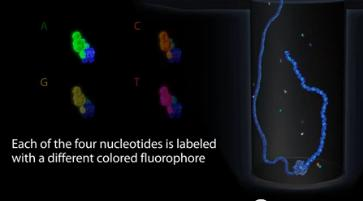 A C
G T
Each of the four nucleotides is labeled
with a different colored fluorophore